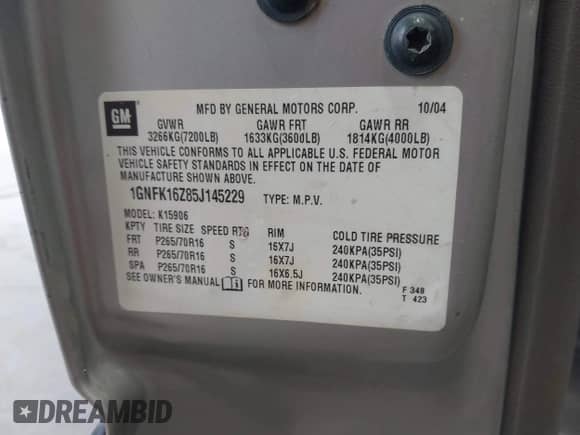 GM
MFD BY GENERAL MOTORS CORP. 10/04
GVWR GAWR FRT GAWR RR
3266KG(7200LB) 1633KG(3600LB) 1814KG(4000LB)
THIS VEHICLE CONFORMS TO ALL APPLICABLE U.S. FEDERAL MOTOR
VEHICLE SAFETY STANDARDS IN EFFECT ON THE DATE OF
MANUFACTURE SHOWN ABOVE.
1GNFK16Z85J145229 TYPE: M.P.V.
MODEL: K15906
KPTY TIRE SIZE SPEED RTG RIM COLD TIRE PRESSURE
FRT P265/70R16 S 16X7J 240KPA(35PSI)
RR P265/70R16 S 16X7J 240KPA(35PSI)
SPA P265/70R16 S 16X6.5J 240KPA(35PSI)
SEE OWNER'S MANUAL FOR MORE INFORMATION.
F 348
T 423
DREAMBID